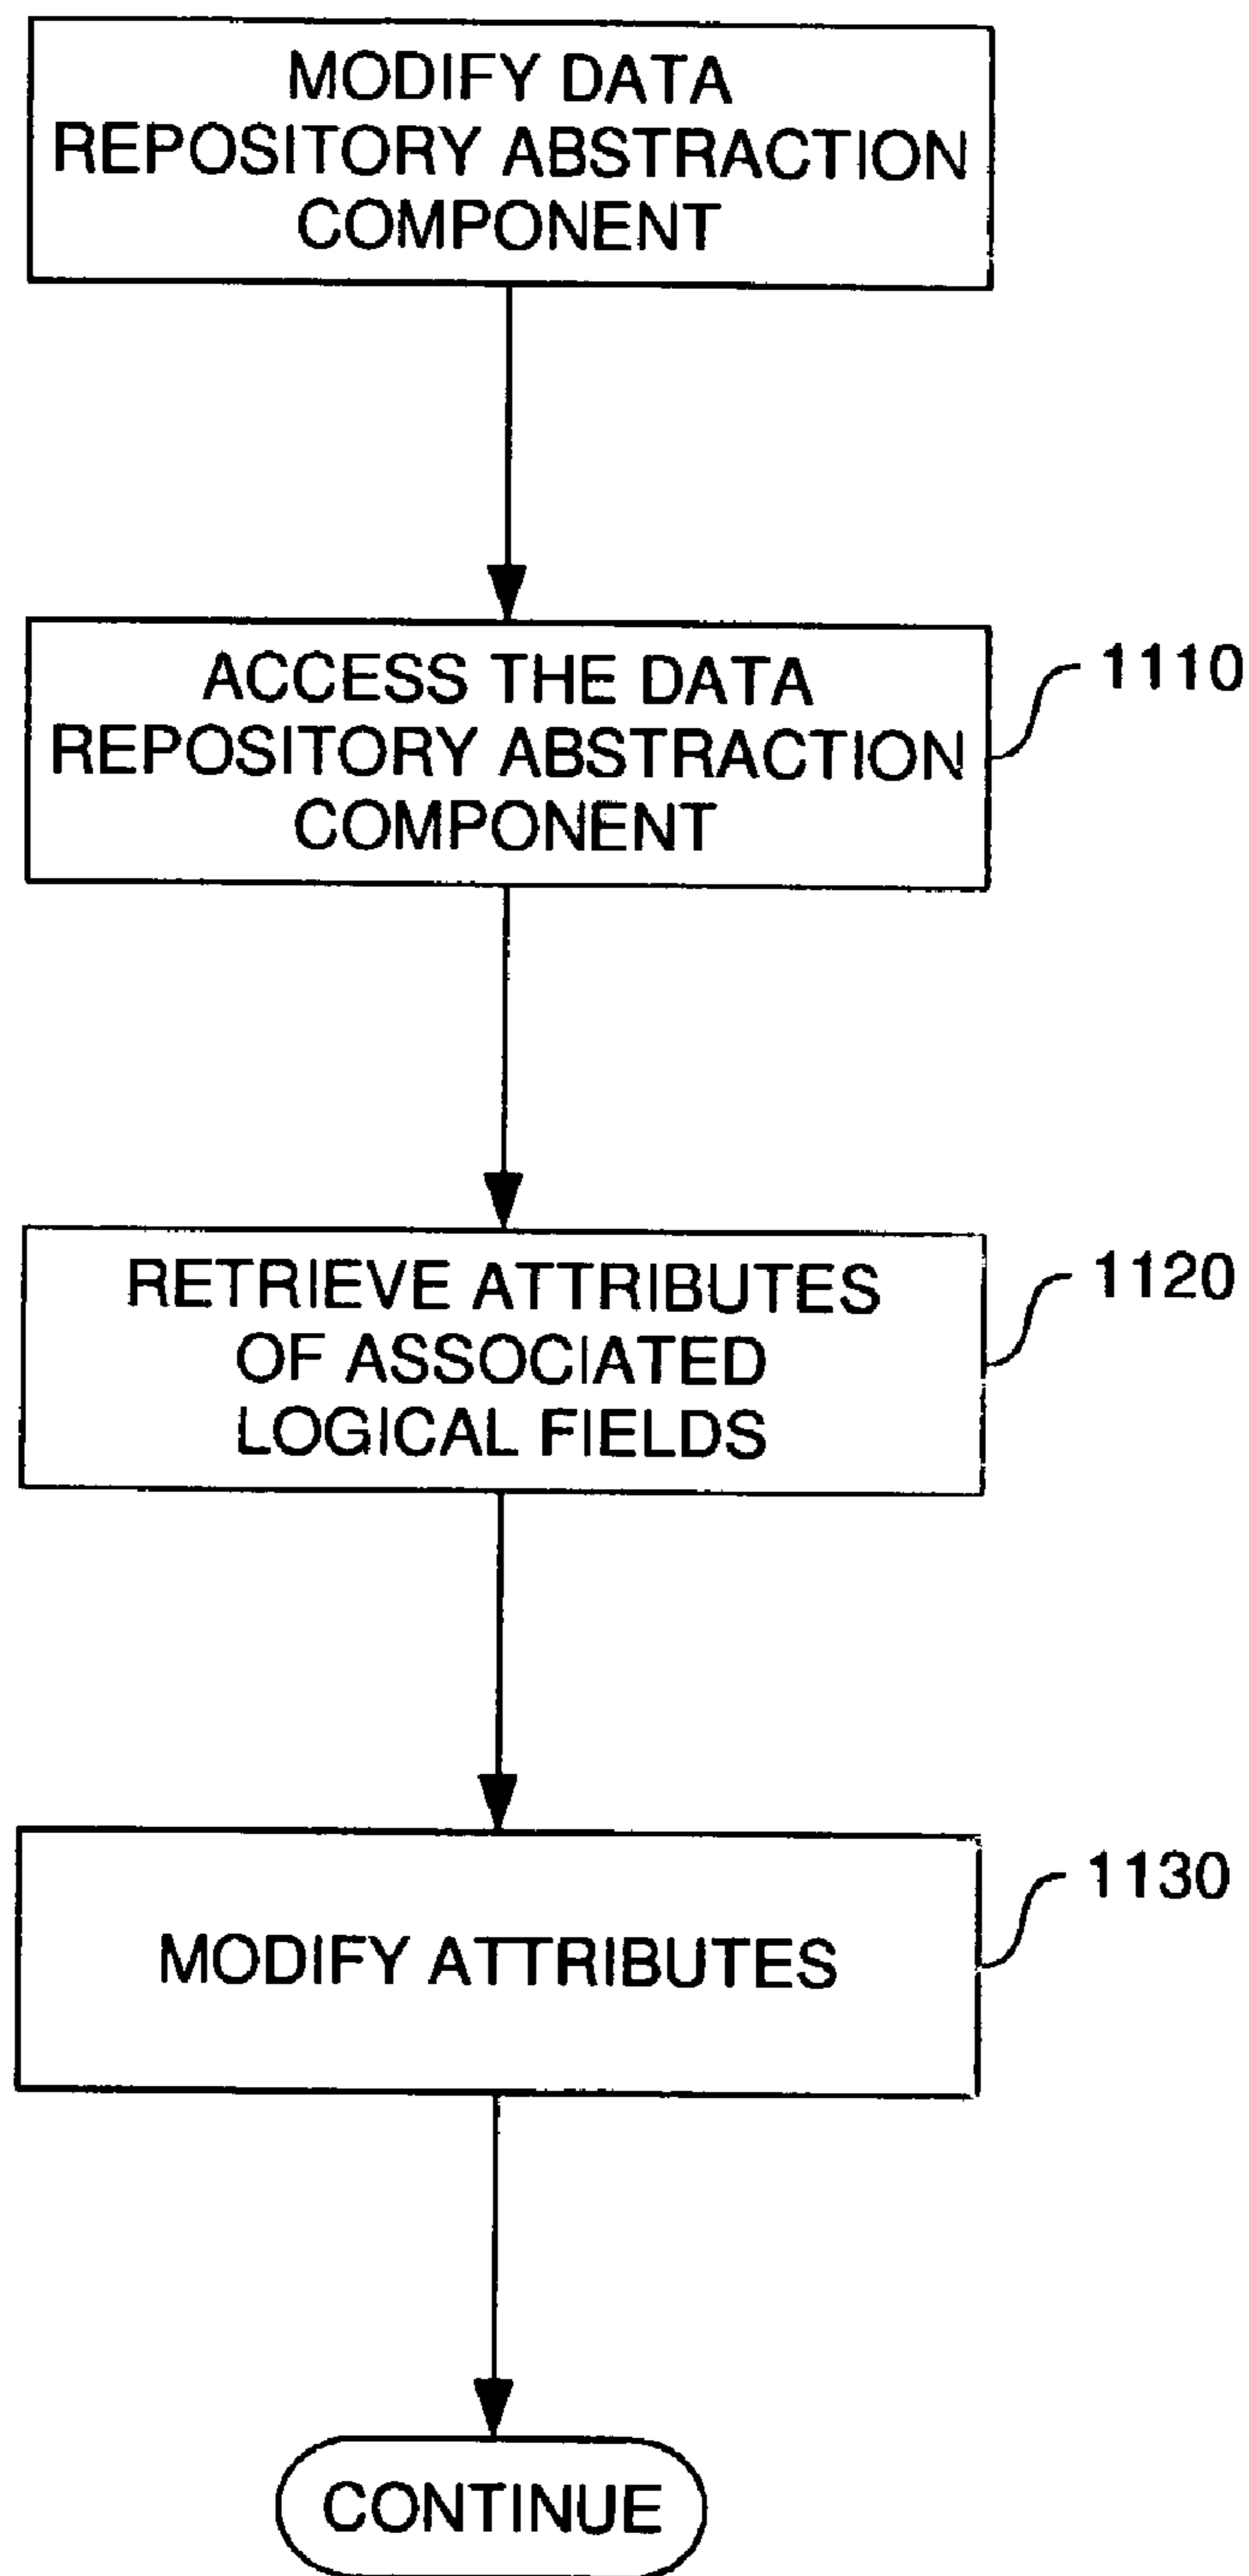 MODIFY DATA
REPOSITORY ABSTRACTION
COMPONENT
ACCESS THE DATA
REPOSITORY ABSTRACTION
COMPONENT
1110
RETRIEVE ATTRIBUTES
OF ASSOCIATED
LOGICAL FIELDS
1120
MODIFY ATTRIBUTES
1130
CONTINUE